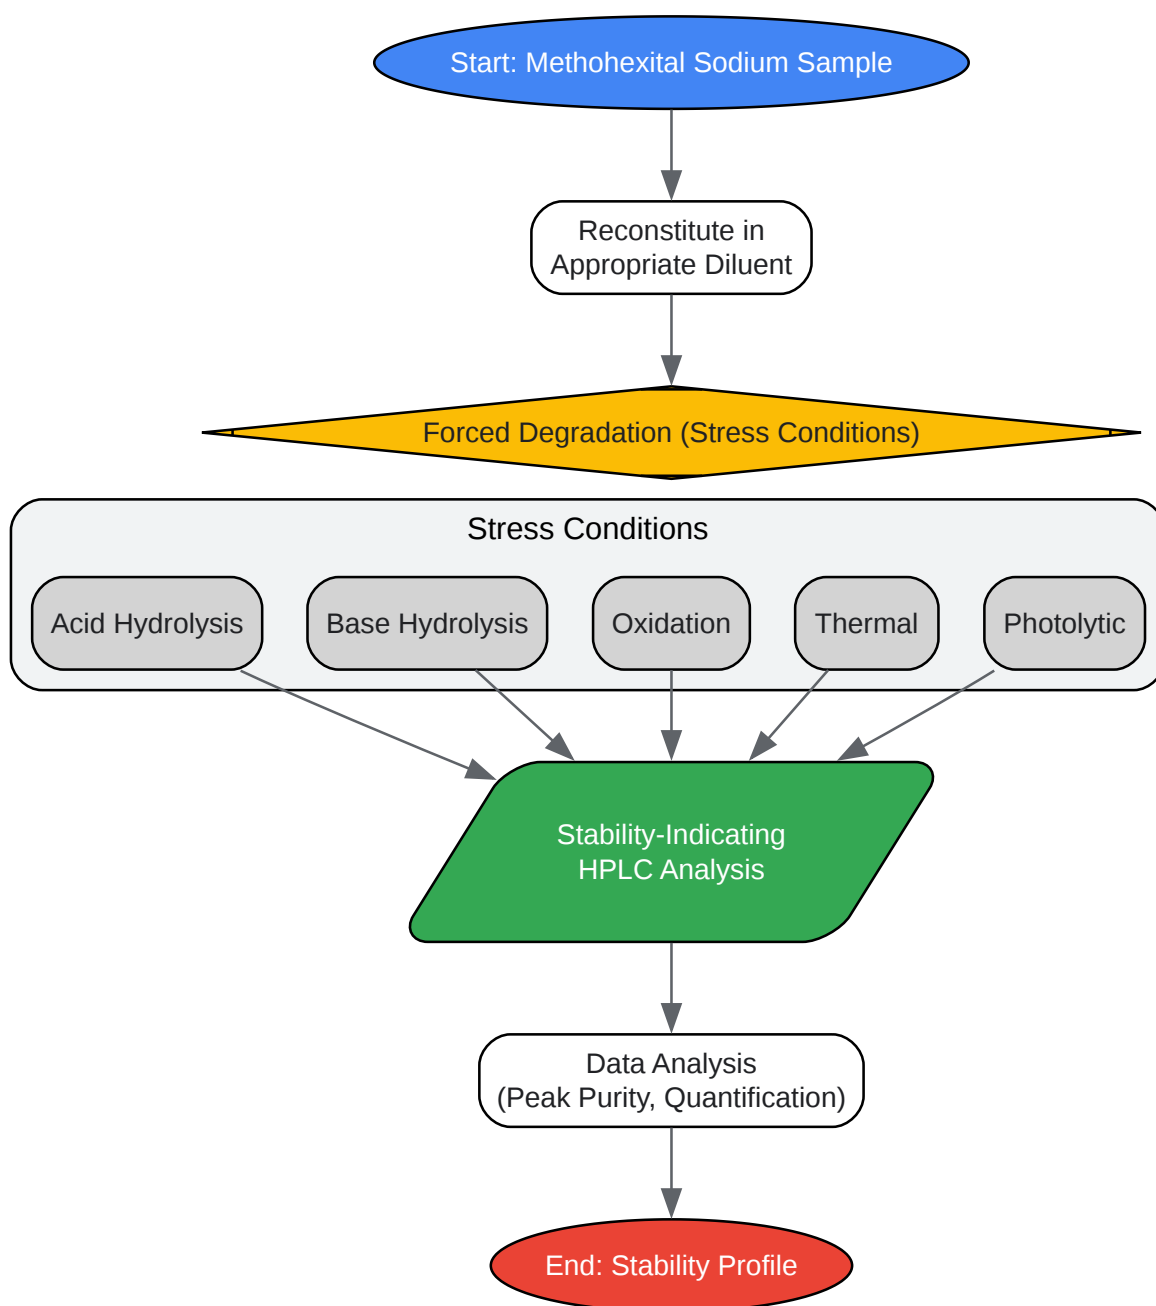 Start: Methohexital Sodium Sample
Reconstitute in
Appropriate Diluent
Forced Degradation (Stress Conditions)
Stress Conditions
Acid Hydrolysis
Base Hydrolysis
Oxidation
Thermal
Photolytic
Stability-Indicating
HPLC Analysis
Data Analysis
(Peak Purity, Quantification)
End: Stability Profile